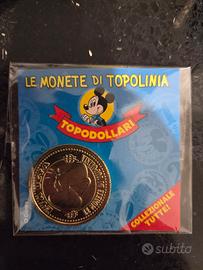 LE MONETE DI TOPOLINIA
TOPODOLLARI
COLLEZIONALE
TUTTE!
subito